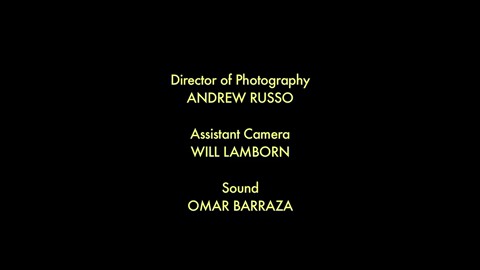 Director of Photography
ANDREW RUSSO
Assistant Camera
WILL LAMBORN
Sound
OMAR BARRAZA